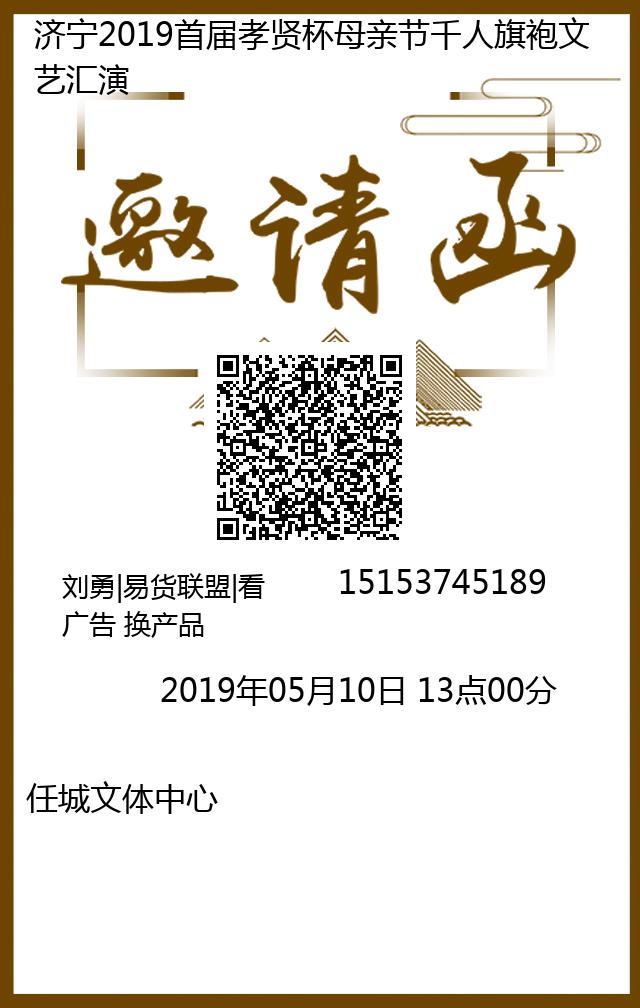 济宁2019首届孝贤杯母亲节千人旗袍文
艺汇演
邀请函
刘勇|易货联盟|看
广告 换产品
15153745189
2019年05月10日 13点00分
任城文体中心